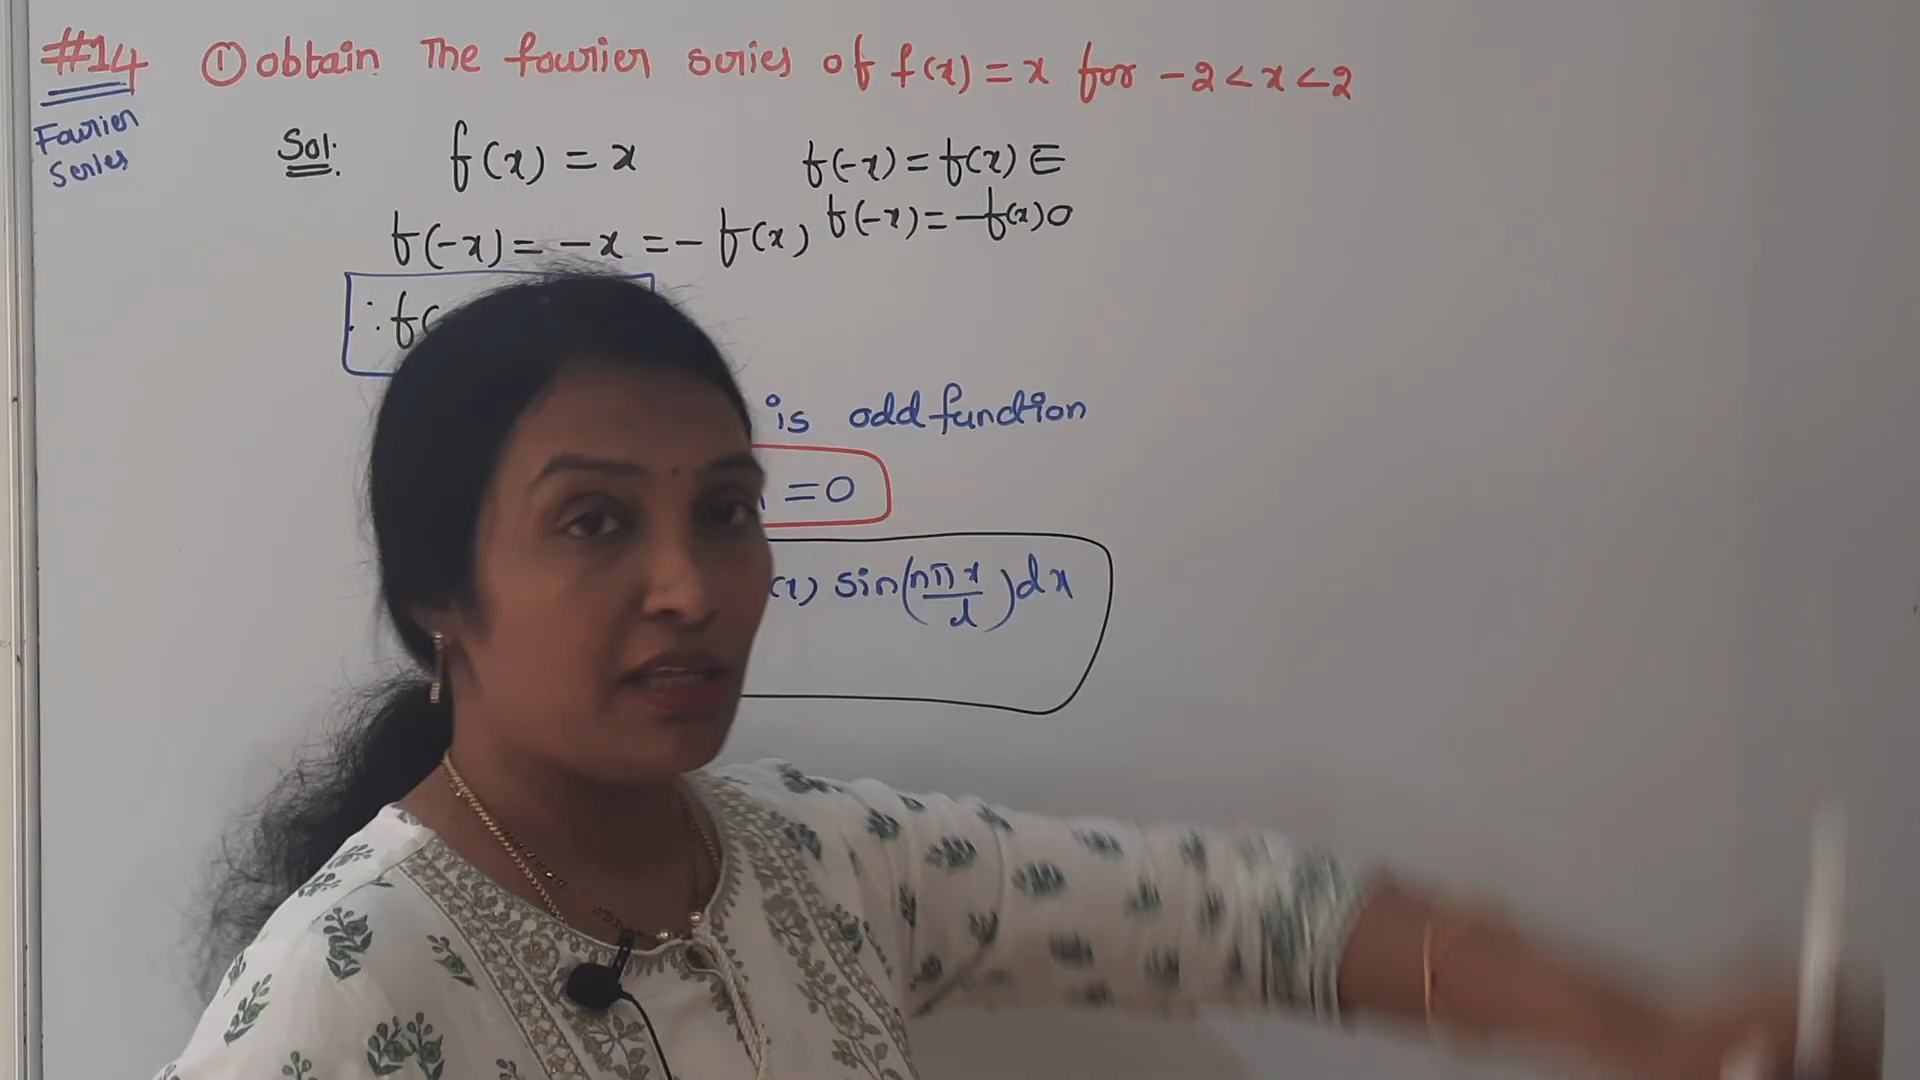 #14 ① obtain The fourier series of f(x) = x for -2 < x < 2
Fourier
Series
Sol: f(x) = x f(-x) = f(x) E
f(-x) = -x = - f(x) f(-x) = -f(x) O
∴ f(
is odd function
= 0
(x) sin(nπx/l)dx